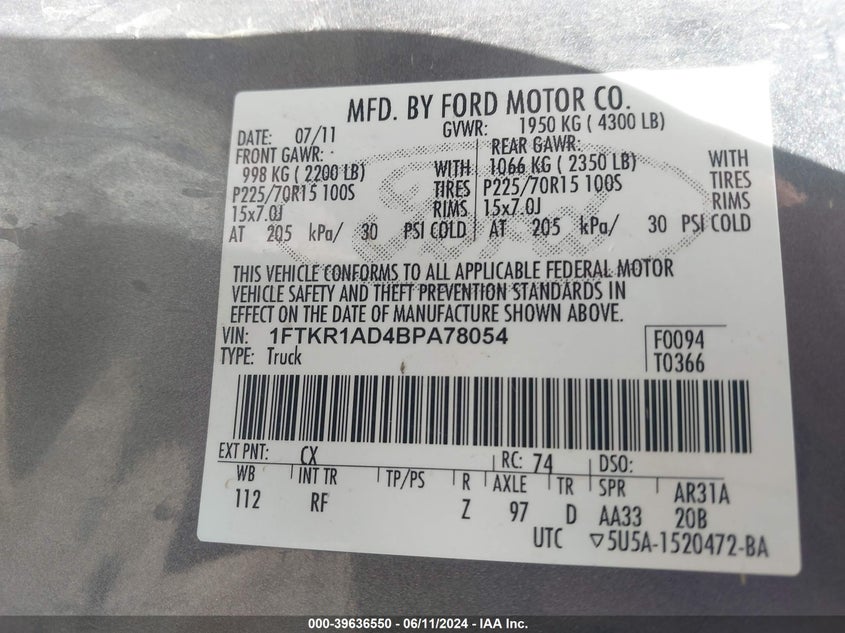 MFD. BY FORD MOTOR CO.
DATE: 07/11 GVWR: 1950 KG ( 4300 LB)
FRONT GAWR: REAR GAWR:
998 KG ( 2200 LB) WITH 1066 KG ( 2350 LB) WITH
P225/70R15 100S TIRES P225/70R15 100S TIRES
15x7.0J RIMS 15x7.0J RIMS
AT 205 kPa/ 30 PSI COLD AT 205 kPa/ 30 PSI COLD
Ford
THIS VEHICLE CONFORMS TO ALL APPLICABLE FEDERAL MOTOR
VEHICLE SAFETY AND THEFT PREVENTION STANDARDS IN
EFFECT ON THE DATE OF MANUFACTURE SHOWN ABOVE.
VIN: 1FTKR1AD4BPA78054 F0094
TYPE: Truck T0366
EXT PNT: CX RC: 74 DSO:
WB INT TR TP/PS R AXLE TR SPR AR31A
112 RF Z 97 D AA33 20B
UTC ▽5U5A-1520472-BA
000-39636550 - 06/11/2024 - IAA Inc.